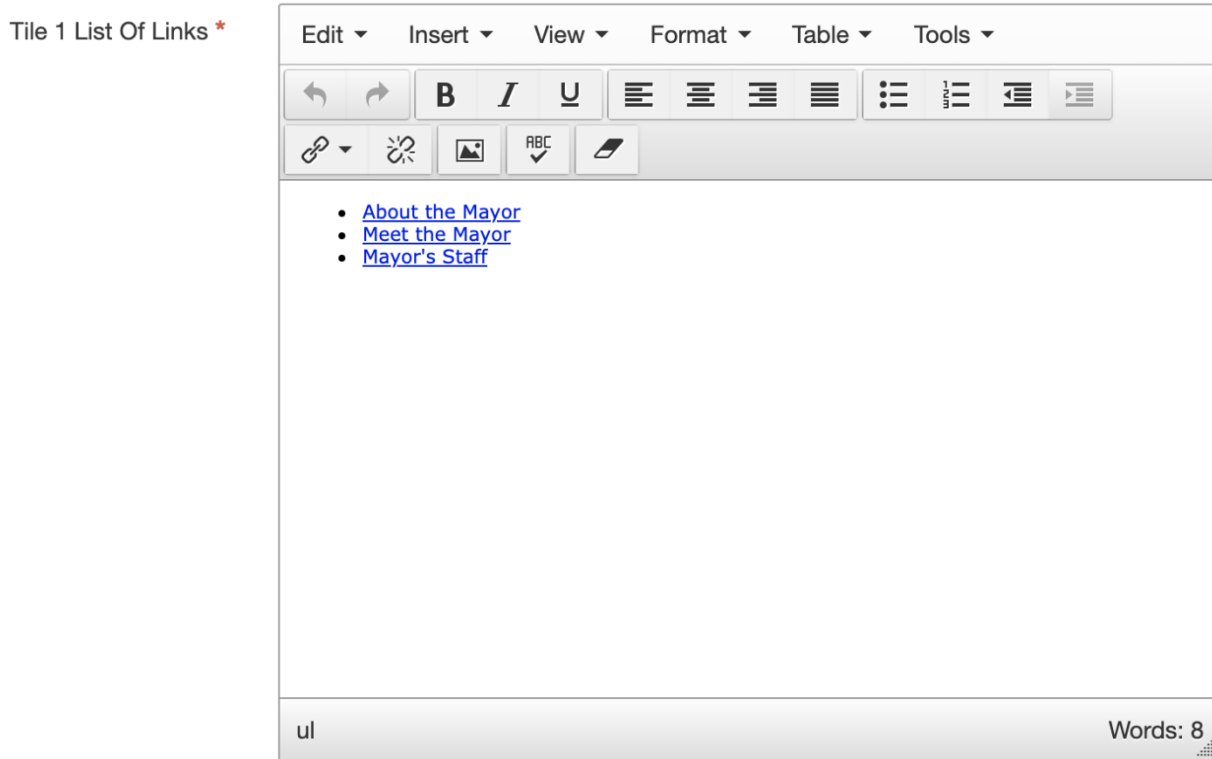 Tile 1 List Of Links *
Edit Insert View Format Table Tools
B I U
ABC
About the Mayor
Meet the Mayor
Mayor's Staff
ul Words: 8